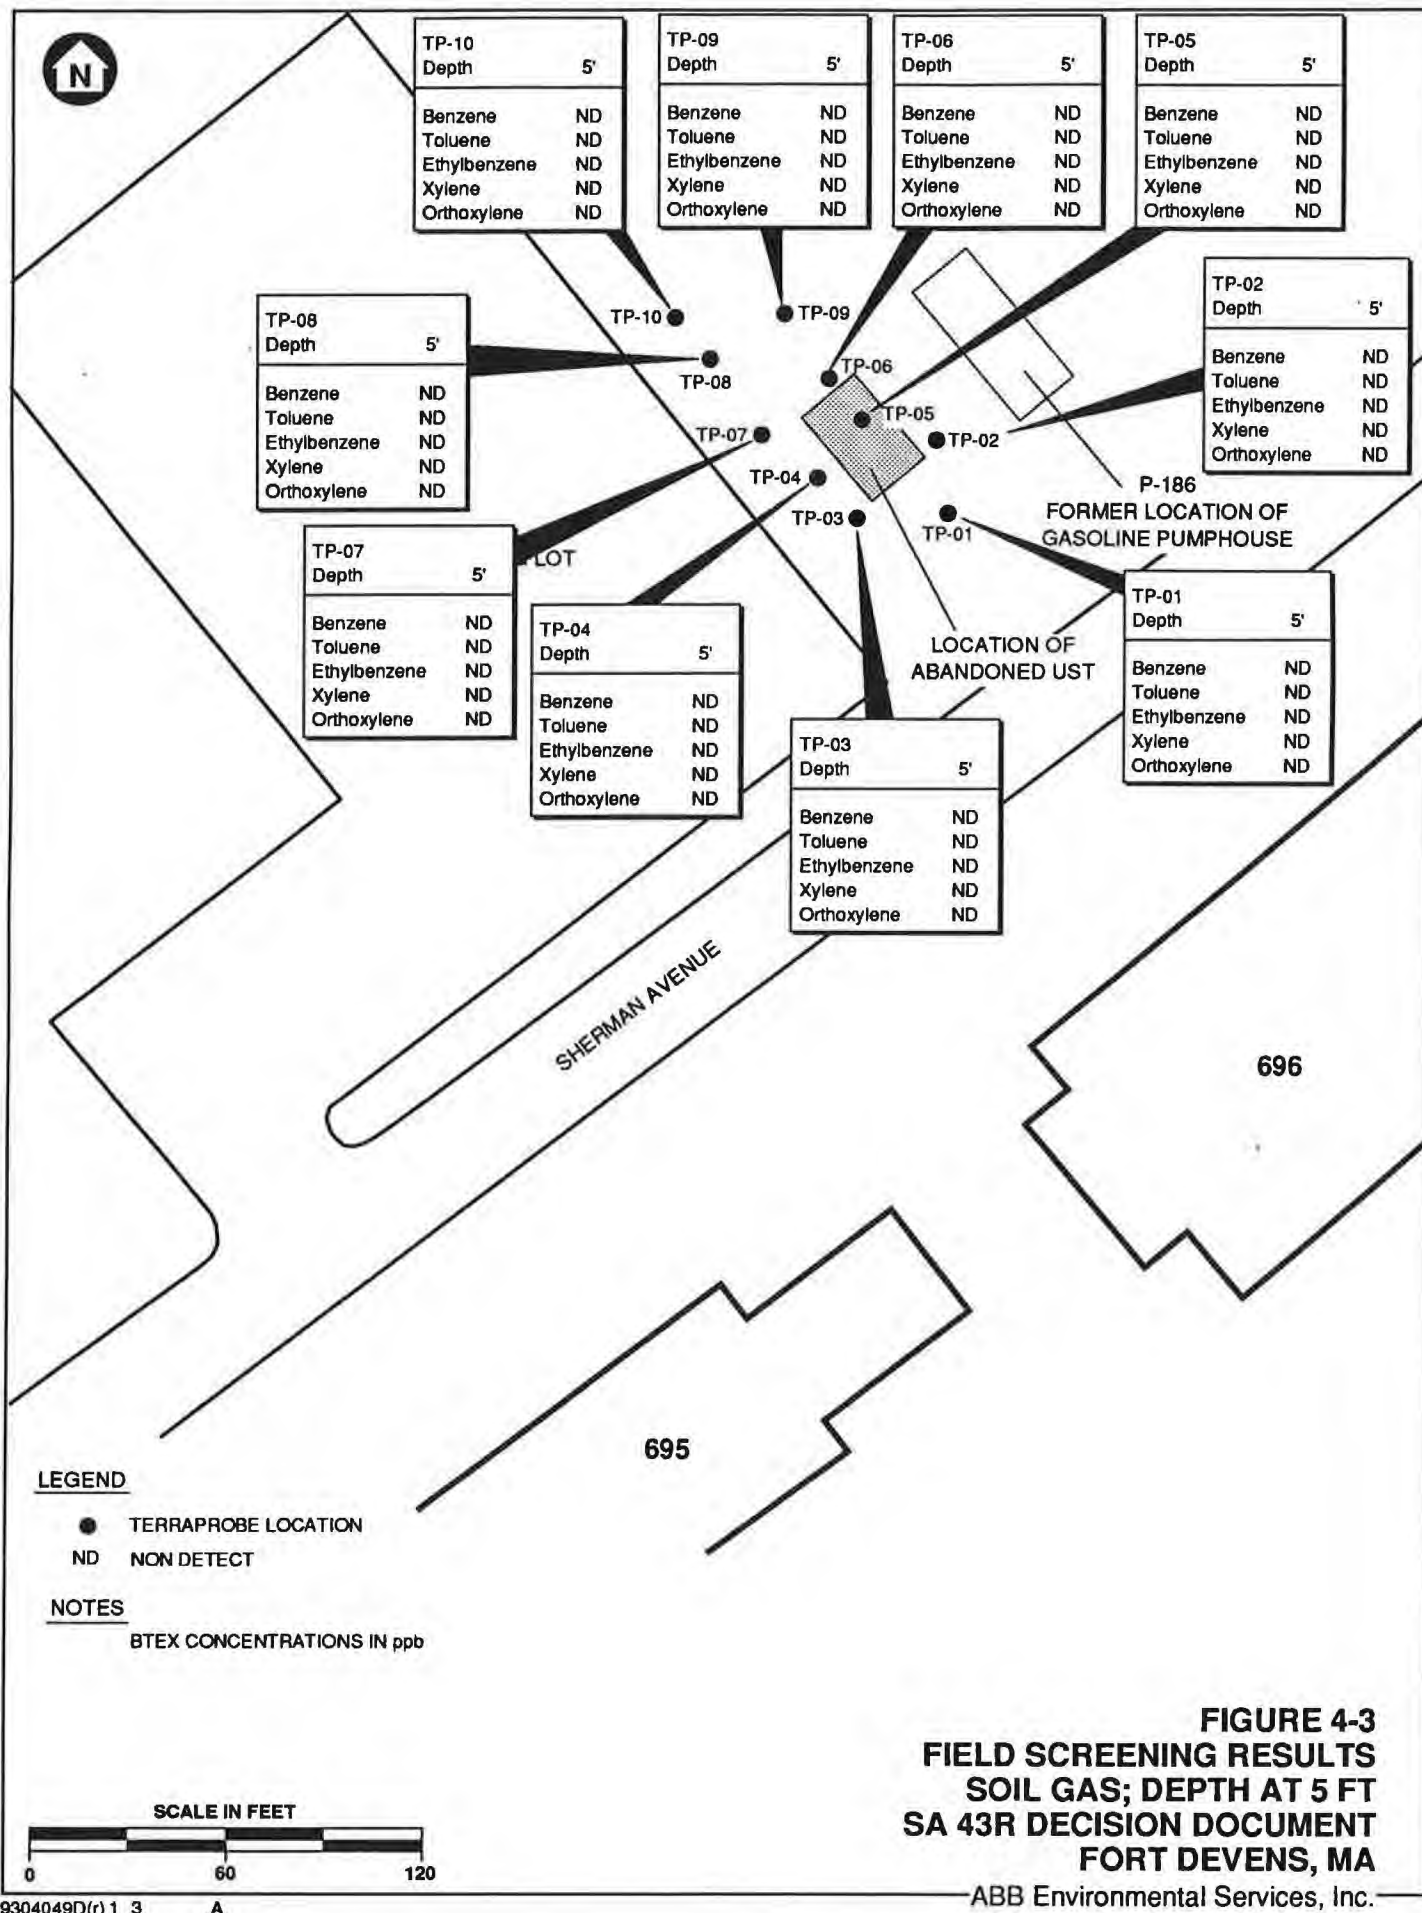 N
TP-10
Depth 5'
Benzene ND
Toluene ND
Ethylbenzene ND
Xylene ND
Orthoxylene ND
TP-09
Depth 5'
Benzene ND
Toluene ND
Ethylbenzene ND
Xylene ND
Orthoxylene ND
TP-06
Depth 5'
Benzene ND
Toluene ND
Ethylbenzene ND
Xylene ND
Orthoxylene ND
TP-05
Depth 5'
Benzene ND
Toluene ND
Ethylbenzene ND
Xylene ND
Orthoxylene ND
TP-08
Depth 5'
Benzene ND
Toluene ND
Ethylbenzene ND
Xylene ND
Orthoxylene ND
TP-02
Depth 5'
Benzene ND
Toluene ND
Ethylbenzene ND
Xylene ND
Orthoxylene ND
TP-10
TP-09
TP-08
TP-06
TP-05
TP-07
TP-02
TP-04
TP-03
TP-01
P-186
FORMER LOCATION OF
GASOLINE PUMPHOUSE
TP-07
Depth 5'
Benzene ND
Toluene ND
Ethylbenzene ND
Xylene ND
Orthoxylene ND
LOT
TP-04
Depth 5'
Benzene ND
Toluene ND
Ethylbenzene ND
Xylene ND
Orthoxylene ND
LOCATION OF
ABANDONED UST
TP-01
Depth 5'
Benzene ND
Toluene ND
Ethylbenzene ND
Xylene ND
Orthoxylene ND
TP-03
Depth 5'
Benzene ND
Toluene ND
Ethylbenzene ND
Xylene ND
Orthoxylene ND
SHERMAN AVENUE
696
695
LEGEND
TERRAPROBE LOCATION
ND NON DETECT
NOTES
BTEX CONCENTRATIONS IN ppb
SCALE IN FEET
0 60 120
FIGURE 4-3
FIELD SCREENING RESULTS
SOIL GAS; DEPTH AT 5 FT
SA 43R DECISION DOCUMENT
FORT DEVENS, MA
ABB Environmental Services, Inc.
9304049D(r) 1 3 A